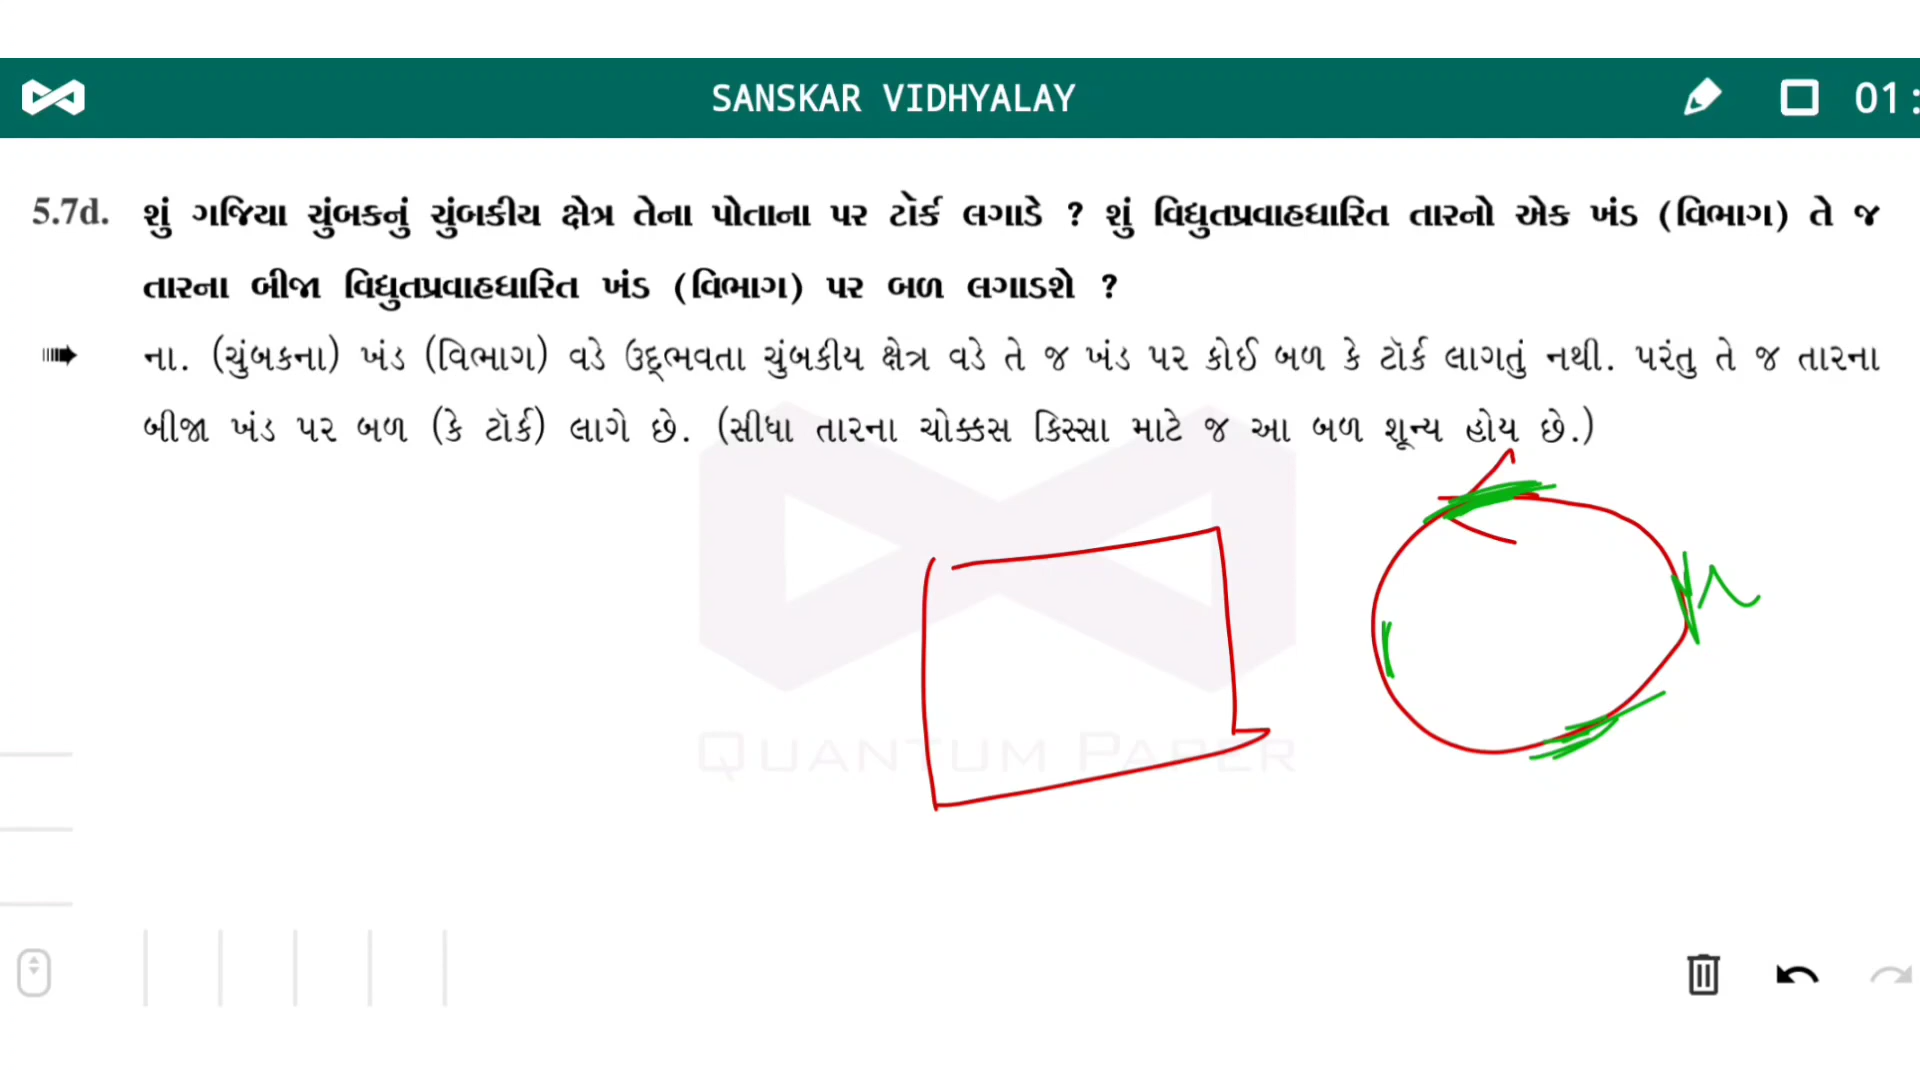 SANSKAR VIDHYALAY
01:
5.7d. શું ગજિયા ચુંબકનું ચુંબકીય ક્ષેત્ર તેના પોતાના પર ટૉર્ક લગાડે ? શું વિદ્યુતપ્રવાહધારિત તારનો એક ખંડ (વિભાગ) તે જ
તારના બીજા વિદ્યુતપ્રવાહધારિત ખંડ (વિભાગ) પર બળ લગાડશે ?
ના. (ચુંબકના) ખંડ (વિભાગ) વડે ઉદ્‌ભવતા ચુંબકીય ક્ષેત્ર વડે તે જ ખંડ પર કોઈ બળ કે ટૉર્ક લાગતું નથી. પરંતુ તે જ તારના
બીજા ખંડ પર બળ (કે ટૉર્ક) લાગે છે. (સીધા તારના ચોક્કસ કિસ્સા માટે જ આ બળ શૂન્ય હોય છે.)
QUANTUM PAPER